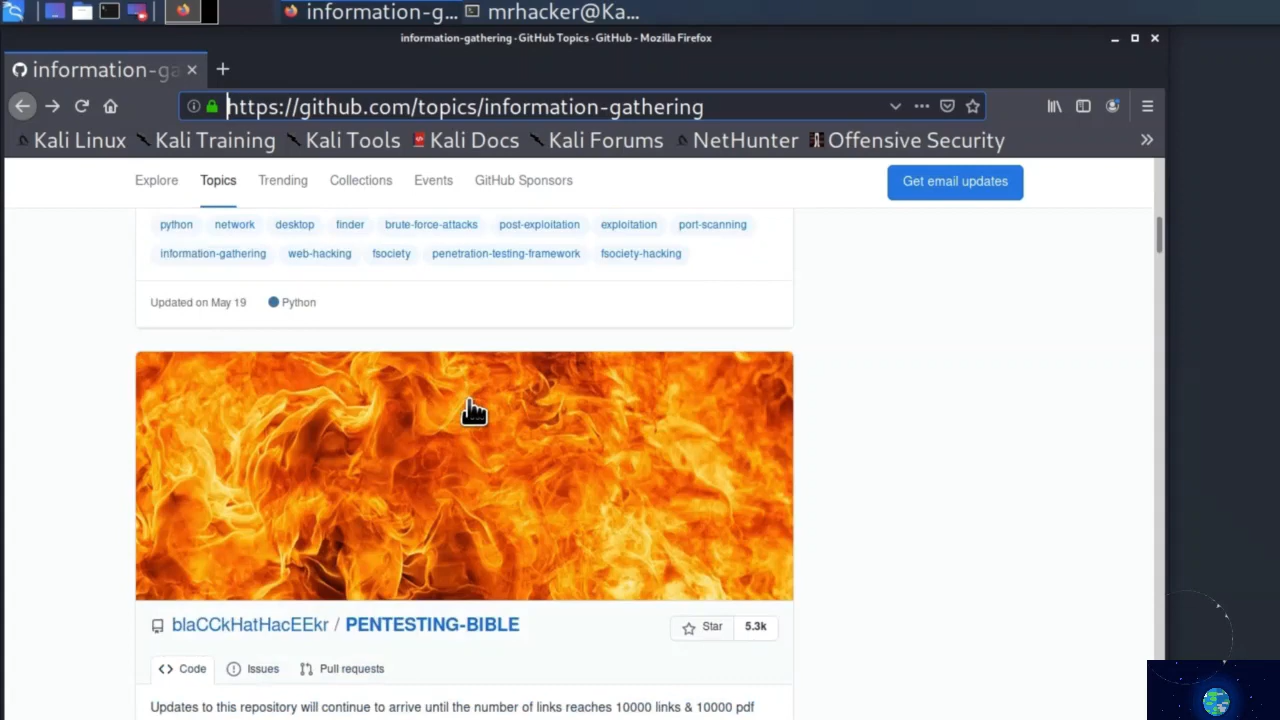 information-g... mrhacker@Ka...
information-gathering · GitHub Topics · GitHub - Mozilla Firefox
information-ga
https://github.com/topics/information-gathering
Kali Linux Kali Training Kali Tools Kali Docs Kali Forums NetHunter Offensive Security
Explore Topics Trending Collections Events GitHub Sponsors Get email updates
python network desktop finder brute-force-attacks post-exploitation exploitation port-scanning
information-gathering web-hacking fsociety penetration-testing-framework fsociety-hacking
Updated on May 19 Python
blaCCkHatHacEEkr / PENTESTING-BIBLE Star 5.3k
Code Issues Pull requests
Updates to this repository will continue to arrive until the number of links reaches 10000 links & 10000 pdf